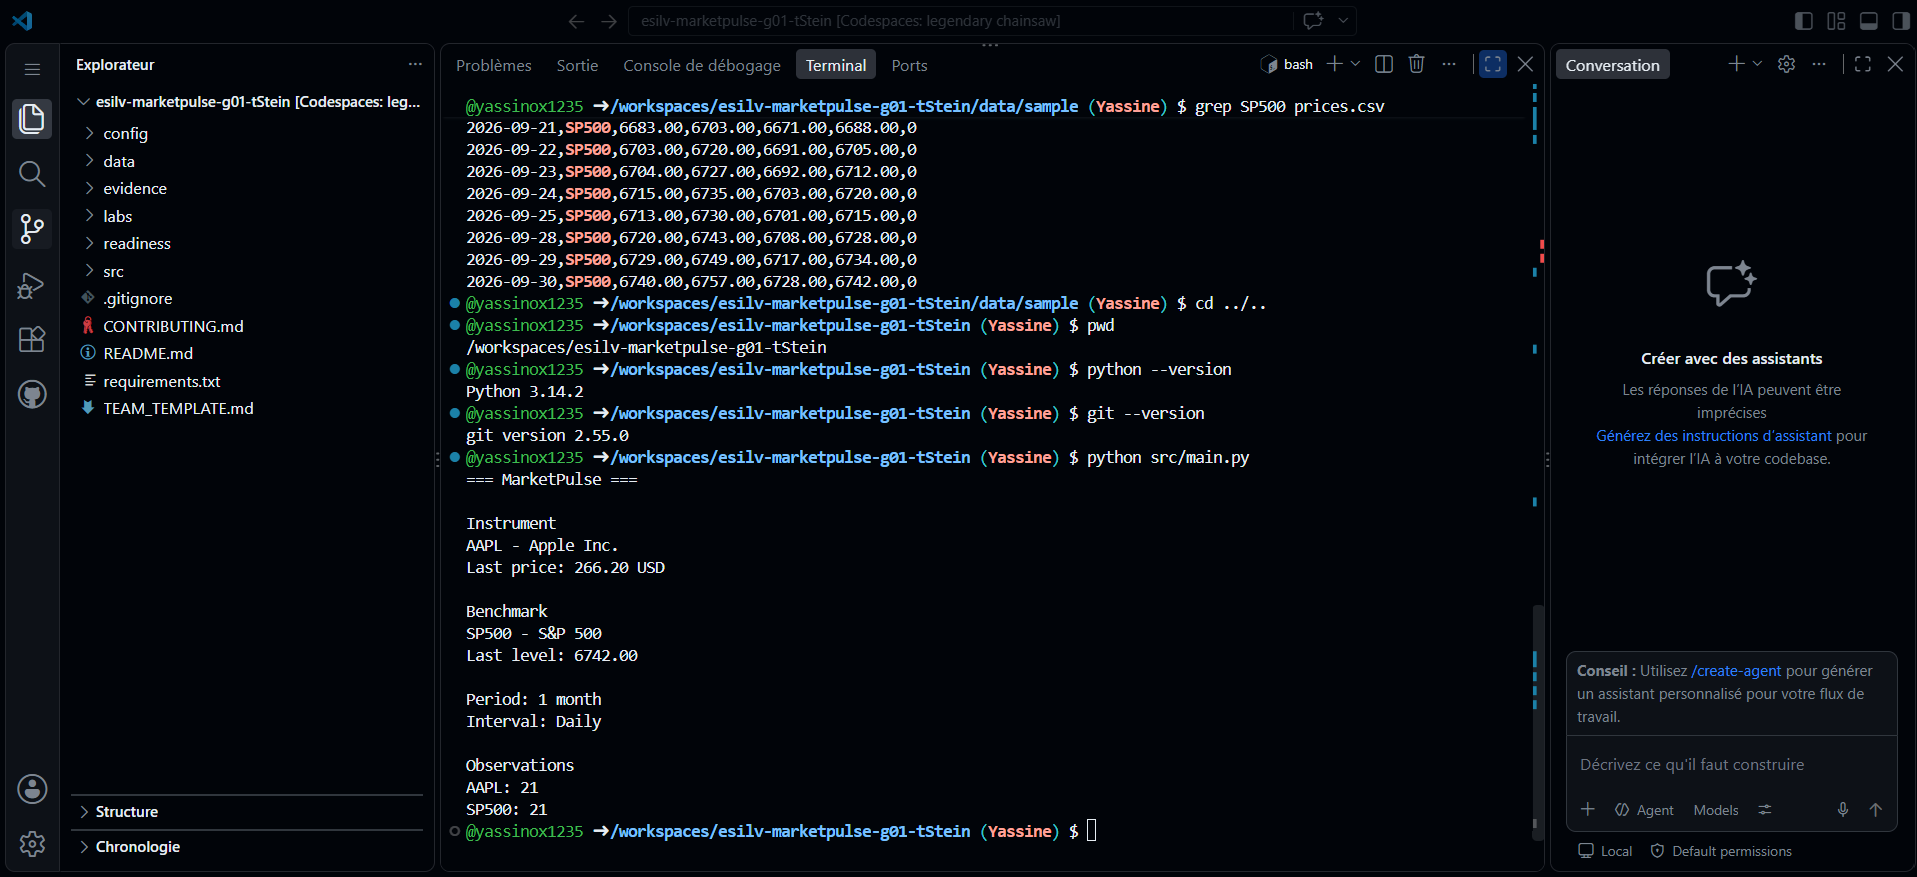 esilv-marketpulse-g01-tStein [Codespaces: legendary chainsaw]
Explorateur
esilv-marketpulse-g01-tStein [Codespaces: leg...
config
data
evidence
labs
readiness
src
.gitignore
CONTRIBUTING.md
README.md
requirements.txt
TEAM_TEMPLATE.md
Structure
Chronologie
Problèmes Sortie Console de débogage Terminal Ports
bash
@yassinox1235 ➜/workspaces/esilv-marketpulse-g01-tStein/data/sample (Yassine) $ grep SP500 prices.csv
2026-09-21,SP500,6683.00,6703.00,6671.00,6688.00,0
2026-09-22,SP500,6703.00,6720.00,6691.00,6705.00,0
2026-09-23,SP500,6704.00,6727.00,6692.00,6712.00,0
2026-09-24,SP500,6715.00,6735.00,6703.00,6720.00,0
2026-09-25,SP500,6713.00,6730.00,6701.00,6715.00,0
2026-09-28,SP500,6720.00,6743.00,6708.00,6728.00,0
2026-09-29,SP500,6729.00,6749.00,6717.00,6734.00,0
2026-09-30,SP500,6740.00,6757.00,6728.00,6742.00,0
@yassinox1235 ➜/workspaces/esilv-marketpulse-g01-tStein/data/sample (Yassine) $ cd ../..
@yassinox1235 ➜/workspaces/esilv-marketpulse-g01-tStein (Yassine) $ pwd
/workspaces/esilv-marketpulse-g01-tStein
@yassinox1235 ➜/workspaces/esilv-marketpulse-g01-tStein (Yassine) $ python --version
Python 3.14.2
@yassinox1235 ➜/workspaces/esilv-marketpulse-g01-tStein (Yassine) $ git --version
git version 2.55.0
@yassinox1235 ➜/workspaces/esilv-marketpulse-g01-tStein (Yassine) $ python src/main.py
=== MarketPulse ===
Instrument
AAPL - Apple Inc.
Last price: 266.20 USD
Benchmark
SP500 - S&P 500
Last level: 6742.00
Period: 1 month
Interval: Daily
Observations
AAPL: 21
SP500: 21
@yassinox1235 ➜/workspaces/esilv-marketpulse-g01-tStein (Yassine) $
Conversation
Créer avec des assistants
Les réponses de l'IA peuvent être
imprécises
Générez des instructions d'assistant pour
intégrer l'IA à votre codebase.
Conseil : Utilisez /create-agent pour générer
un assistant personnalisé pour votre flux de
travail.
Décrivez ce qu'il faut construire
Agent Models
Local Default permissions